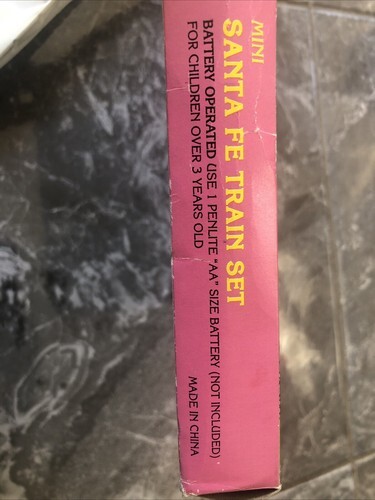 MINI
SANTA FE TRAIN SET
BATTERY OPERATED USE 1 PENLITE "AA" SIZE BATTERY (NOT INCLUDED)
FOR CHILDREN OVER 3 YEARS OLD
MADE IN CHINA